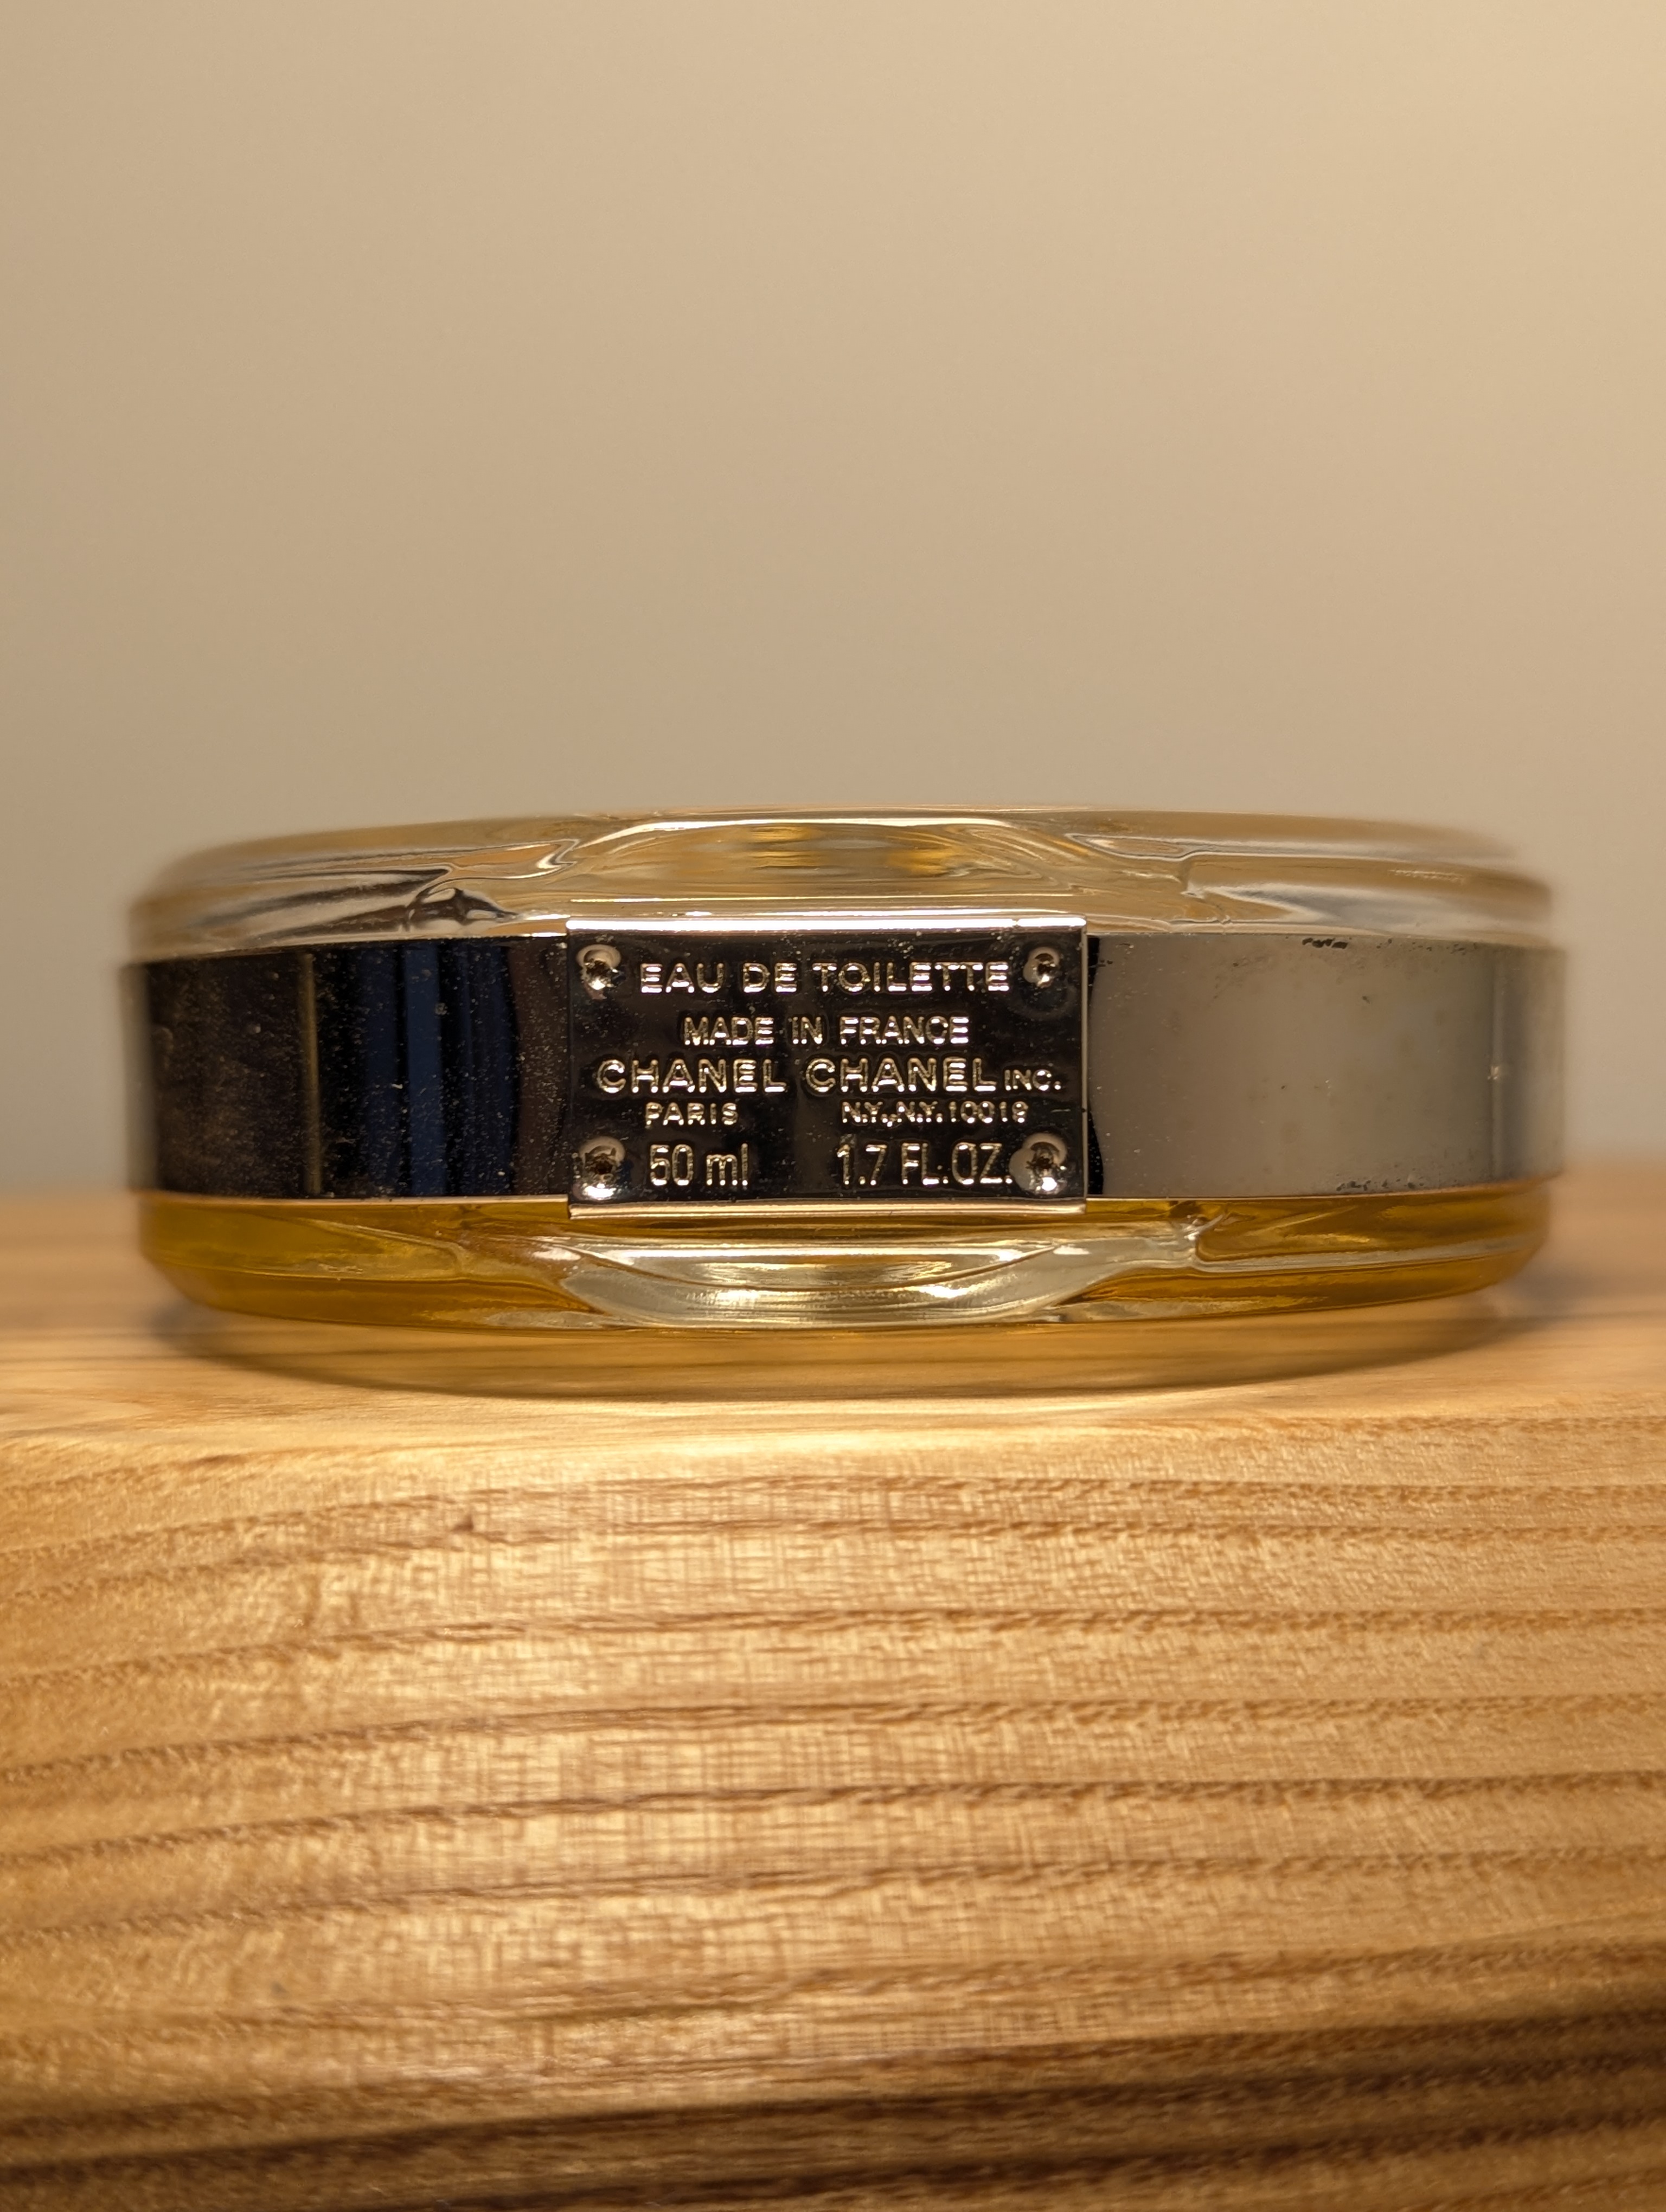 EAU DE TOILETTE
MADE IN FRANCE
CHANEL CHANEL INC.
PARIS N.Y., N.Y. 10019
50 ml 1.7 FL. OZ.